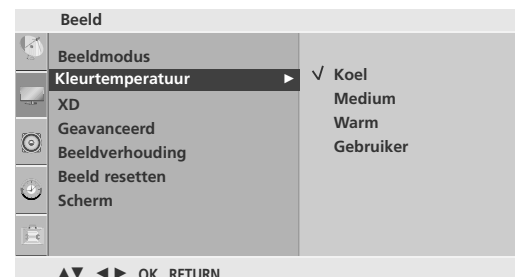 Beeld
Beeldmodus
Kleurtemperatuur ►
XD
Geavanceerd
Beeldverhouding
Beeld resetten
Scherm
√ Koel
Medium
Warm
Gebruiker
▲▼ ◄ ► OK RETURN